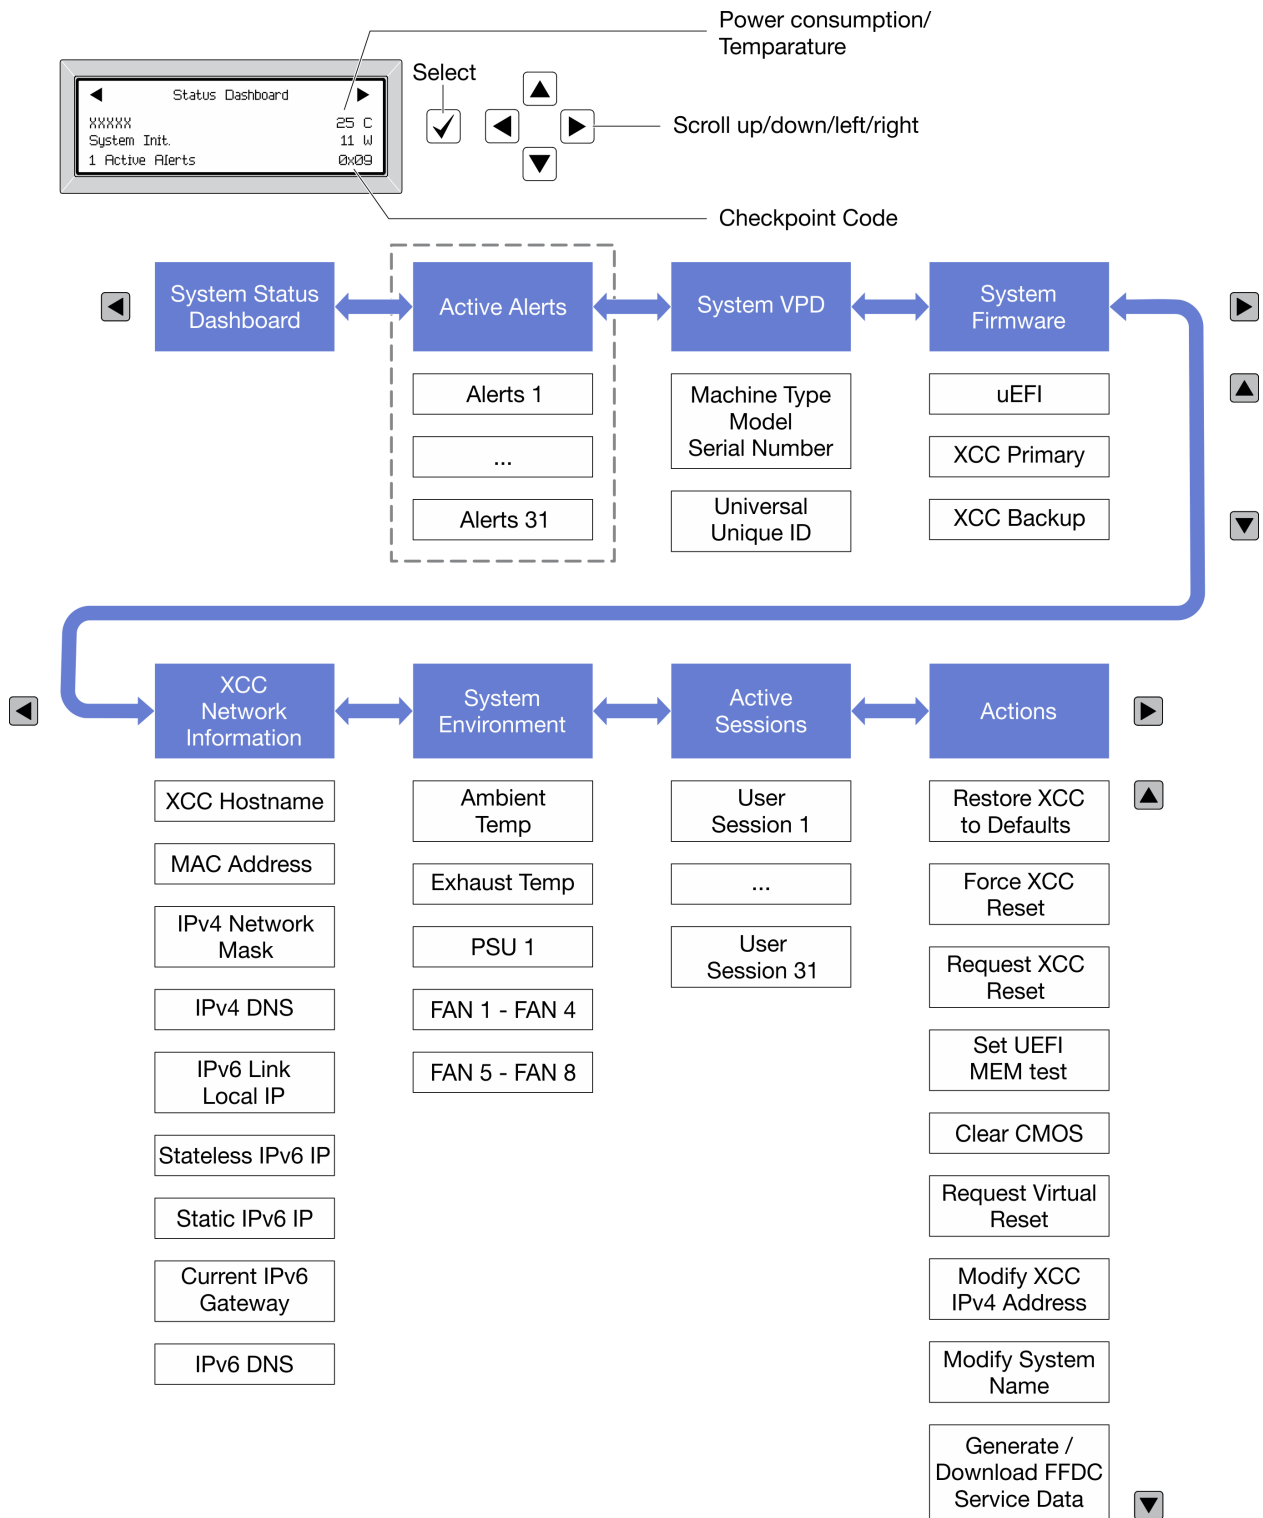 Power consumption/
Temparature
Select
Status Dashboard
XXXXX 25 C
System Init. 11 W
1 Active Alerts 0x09
Scroll up/down/left/right
Checkpoint Code
System Status
Dashboard
Active Alerts
System VPD
System
Firmware
Alerts 1
...
Alerts 31
Machine Type
Model
Serial Number
Universal
Unique ID
uEFI
XCC Primary
XCC Backup
XCC
Network
Information
System
Environment
Active
Sessions
Actions
XCC Hostname
MAC Address
IPv4 Network
Mask
IPv4 DNS
IPv6 Link
Local IP
Stateless IPv6 IP
Static IPv6 IP
Current IPv6
Gateway
IPv6 DNS
Ambient
Temp
Exhaust Temp
PSU 1
FAN 1 - FAN 4
FAN 5 - FAN 8
User
Session 1
...
User
Session 31
Restore XCC
to Defaults
Force XCC
Reset
Request XCC
Reset
Set UEFI
MEM test
Clear CMOS
Request Virtual
Reset
Modify XCC
IPv4 Address
Modify System
Name
Generate /
Download FFDC
Service Data